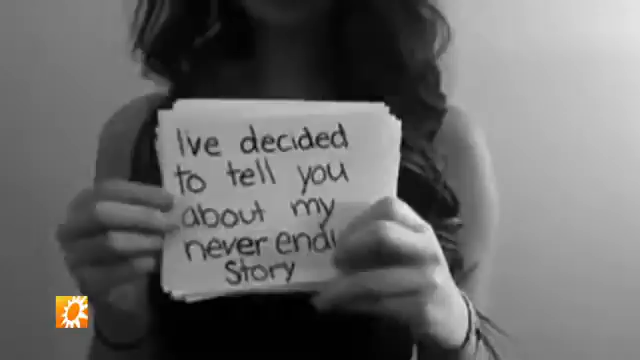 Ive decided
to tell you
about my
never endi
Story